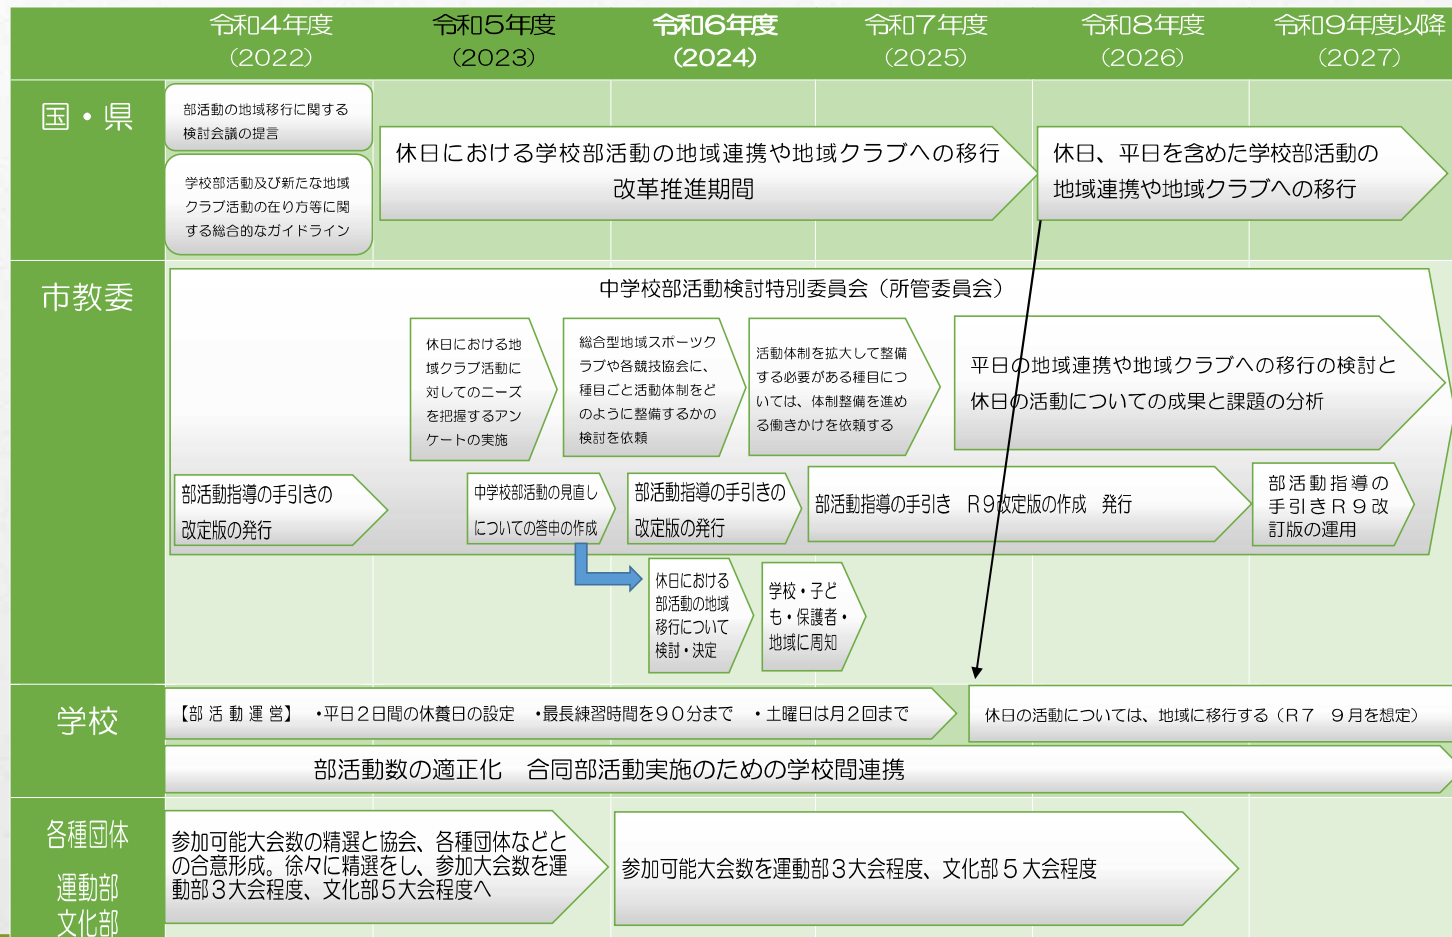 令和4年度
(2022)
令和5年度
(2023)
令和6年度
(2024)
令和7年度
(2025)
令和8年度
(2026)
令和9年度以降
(2027)
国・県
部活動の地域移行に関する
検討会議の提言
学校部活動及び新たな地域
クラブ活動の在り方等に関
する総合的なガイドライン
休日における学校部活動の地域連携や地域クラブへの移行
改革推進期間
休日、平日を含めた学校部活動の
地域連携や地域クラブへの移行
市教委
中学校部活動検討特別委員会（所管委員会）
休日における地
域クラブ活動に
対してのニーズ
を把握するアン
ケートの実施
総合型地域スポーツク
ラブや各競技協会に、
種目ごと活動体制をど
のように整備するかの
検討を依頼
活動体制を拡大して整備
する必要がある種目につ
いては、体制整備を進め
る働きかけを依頼する
平日の地域連携や地域クラブへの移行の検討と
休日の活動についての成果と課題の分析
部活動指導の手引きの
改定版の発行
中学校部活動の見直し
についての答申の作成
部活動指導の手引きの
改定版の発行
部活動指導の手引き　R9改定版の作成　発行
部活動指導の
手引きR9改
訂版の運用
休日における
部活動の地域
移行について
検討・決定
学校・子ど
も・保護者・
地域に周知
学校
【部活動運営】　・平日2日間の休養日の設定　・最長練習時間を90分まで　・土曜日は月2回まで
休日の活動については、地域に移行する（R7　9月を想定）
部活動数の適正化　合同部活動実施のための学校間連携
各種団体
運動部
文化部
参加可能大会数の精選と協会、各種団体などと
の合意形成。徐々に精選をし、参加大会数を運
動部3大会程度、文化部5大会程度へ
参加可能大会数を運動部3大会程度、文化部5大会程度